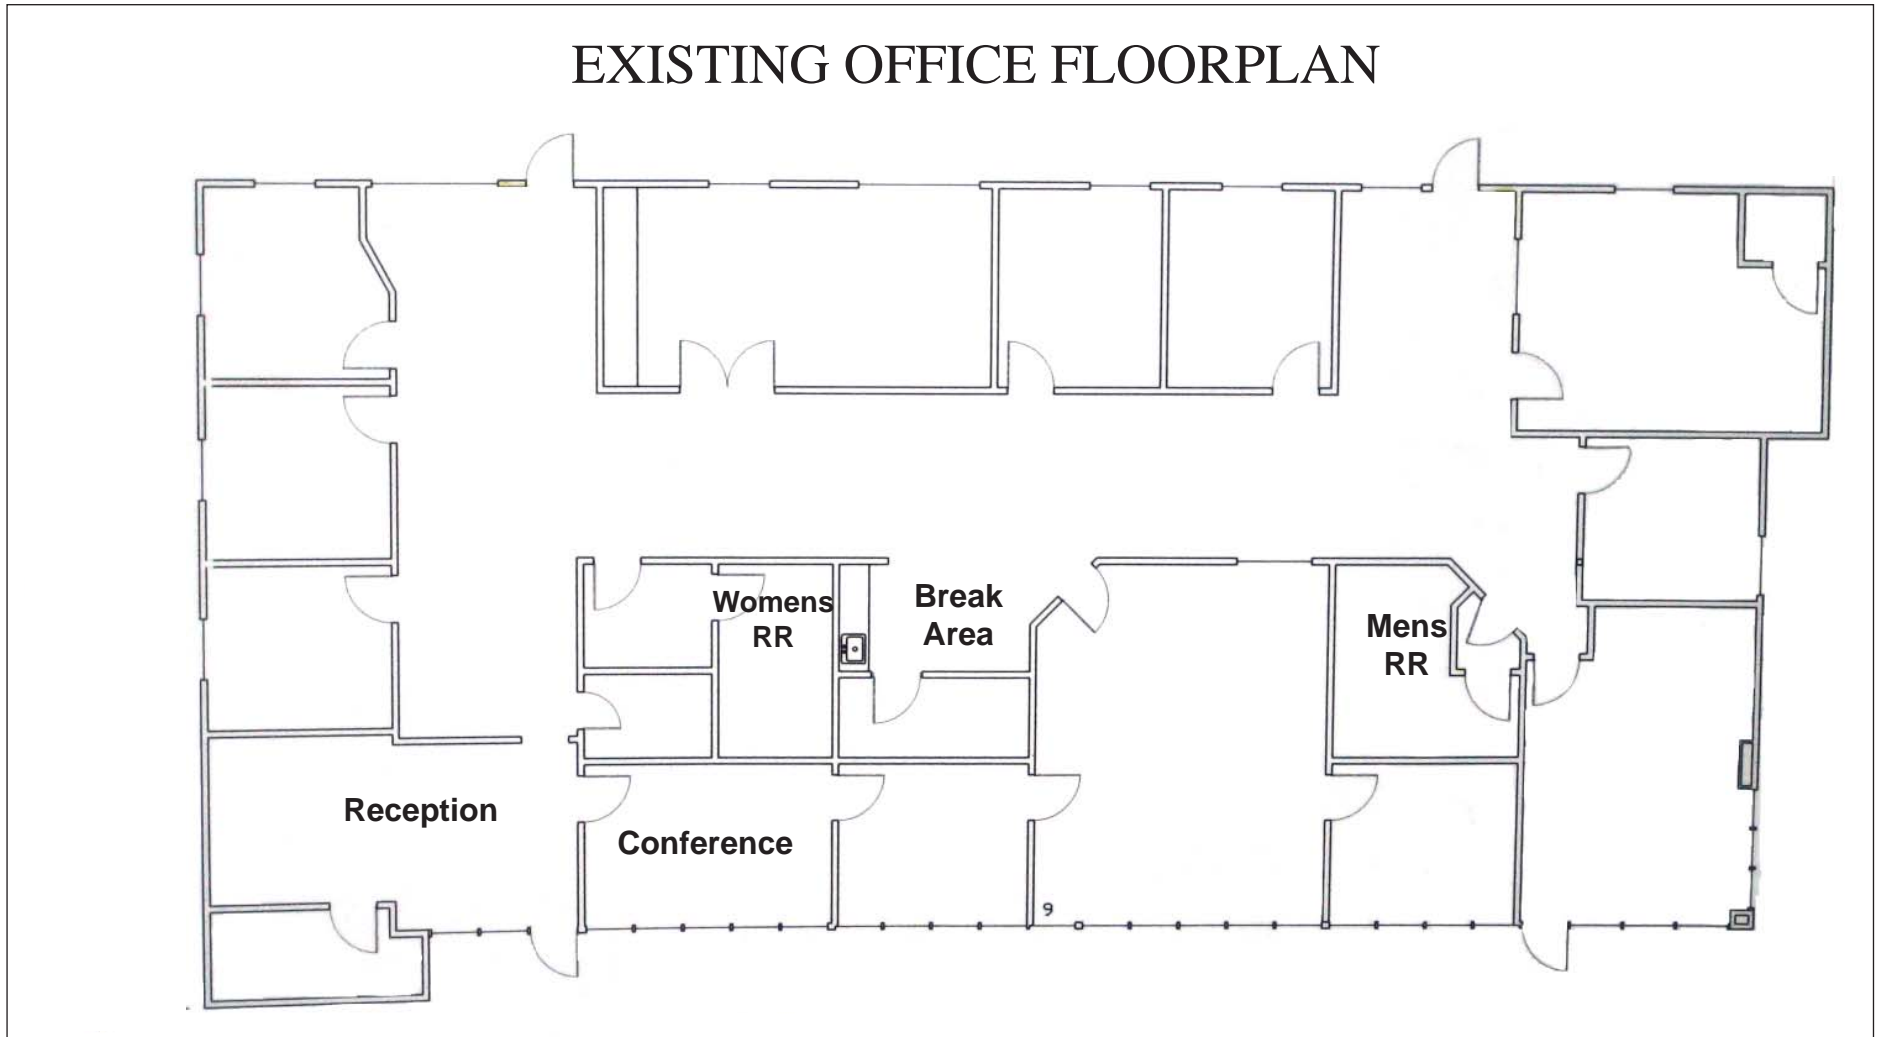 EXISTING OFFICE FLOORPLAN
Break
Area
Womens
RR
Mens
RR
Reception
Conference
9